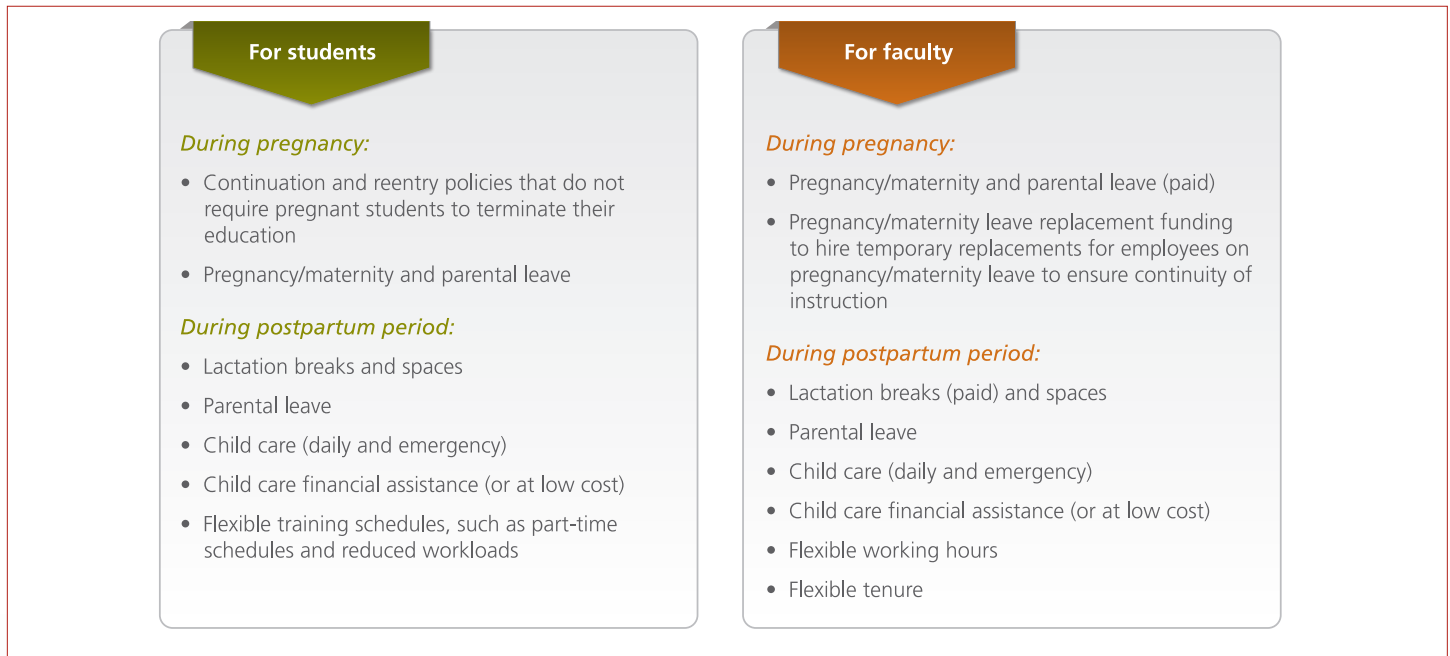 For students
During pregnancy:
• Continuation and reentry policies that do not
require pregnant students to terminate their
education
• Pregnancy/maternity and parental leave
During postpartum period:
• Lactation breaks and spaces
• Parental leave
• Child care (daily and emergency)
• Child care financial assistance (or at low cost)
• Flexible training schedules, such as part-time
schedules and reduced workloads
For faculty
During pregnancy:
• Pregnancy/maternity and parental leave (paid)
• Pregnancy/maternity leave replacement funding
to hire temporary replacements for employees on
pregnancy/maternity leave to ensure continuity of
instruction
During postpartum period:
• Lactation breaks (paid) and spaces
• Parental leave
• Child care (daily and emergency)
• Child care financial assistance (or at low cost)
• Flexible working hours
• Flexible tenure